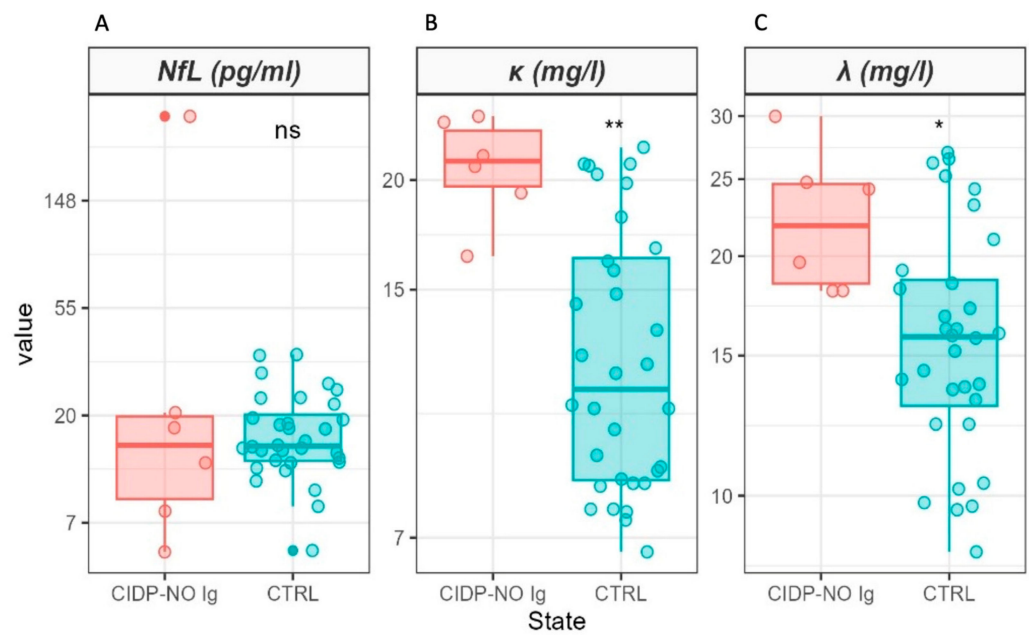 A
B
C
NfL (pg/ml)
κ (mg/l)
λ (mg/l)
value
148
55
20
7
ns
20
15
7
**
30
25
20
15
10
*
CIDP-NO Ig
CTRL
CIDP-NO Ig
CTRL
CIDP-NO Ig
CTRL
State